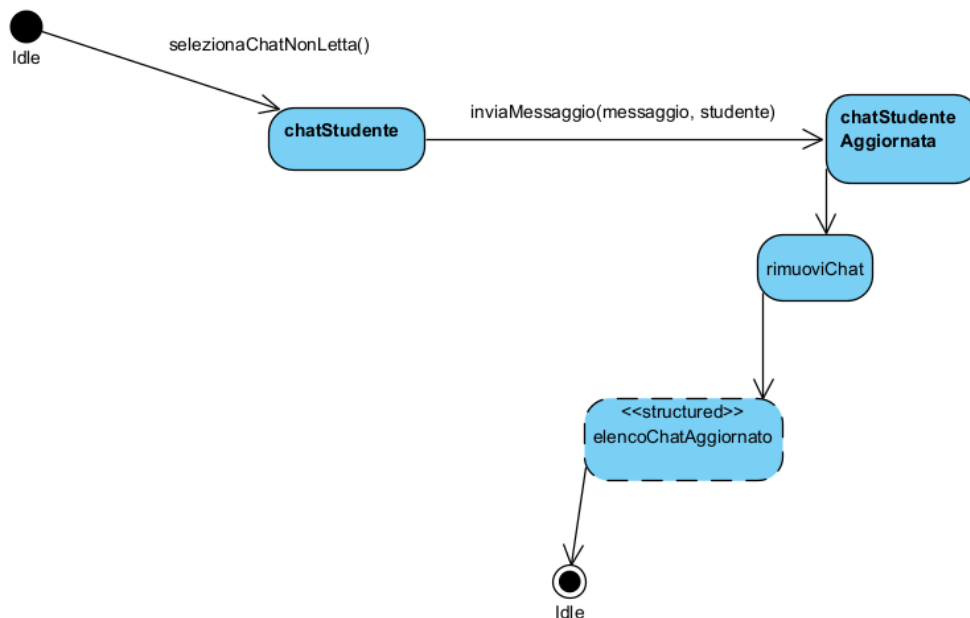 Idle
selezionaChatNonLetta()
chatStudente
inviaMessaggio(messaggio, studente)
chatStudente
Aggiornata
rimuoviChat
<<structured>>
elencoChatAggiornato
Idle